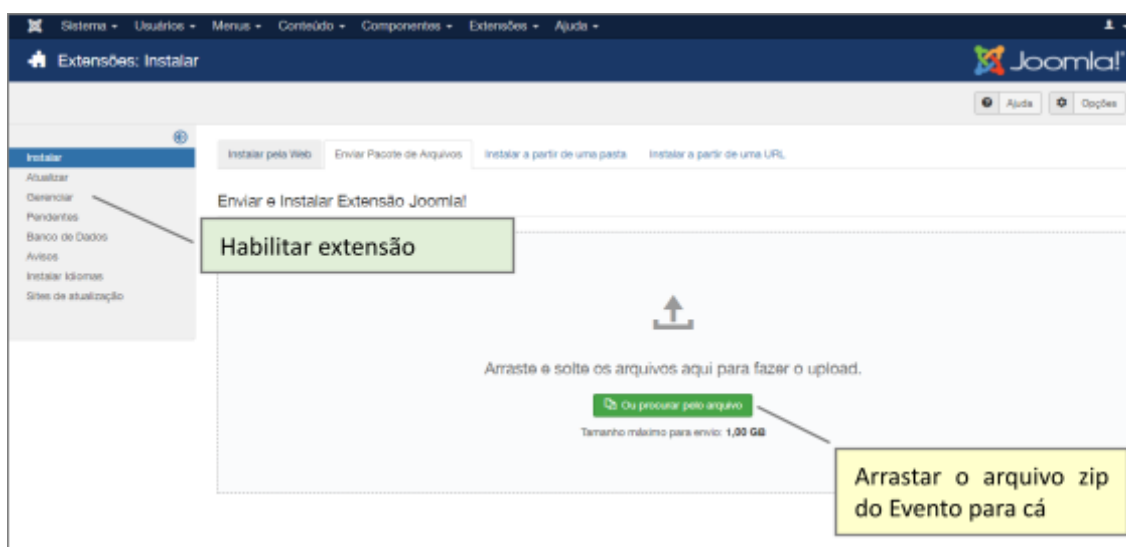 Sistema Usuários Menus Conteúdo Componentes Extensões Ajuda
Extensões: Instalar
Joomla!
Ajuda Opções
Instalar
Atualizar
Gerenciar
Pendentes
Banco de Dados
Avisos
Instalar Idiomas
Sites de atualização
Instalar pela Web Enviar Pacote de Arquivos Instalar a partir de uma pasta Instalar a partir de uma URL
Enviar e Instalar Extensão Joomla!
Habilitar extensão
Arraste e solte os arquivos aqui para fazer o upload.
Ou procurar pelo arquivo
Tamanho máximo para envio: 1,00 GB
Arrastar o arquivo zip
do Evento para cá